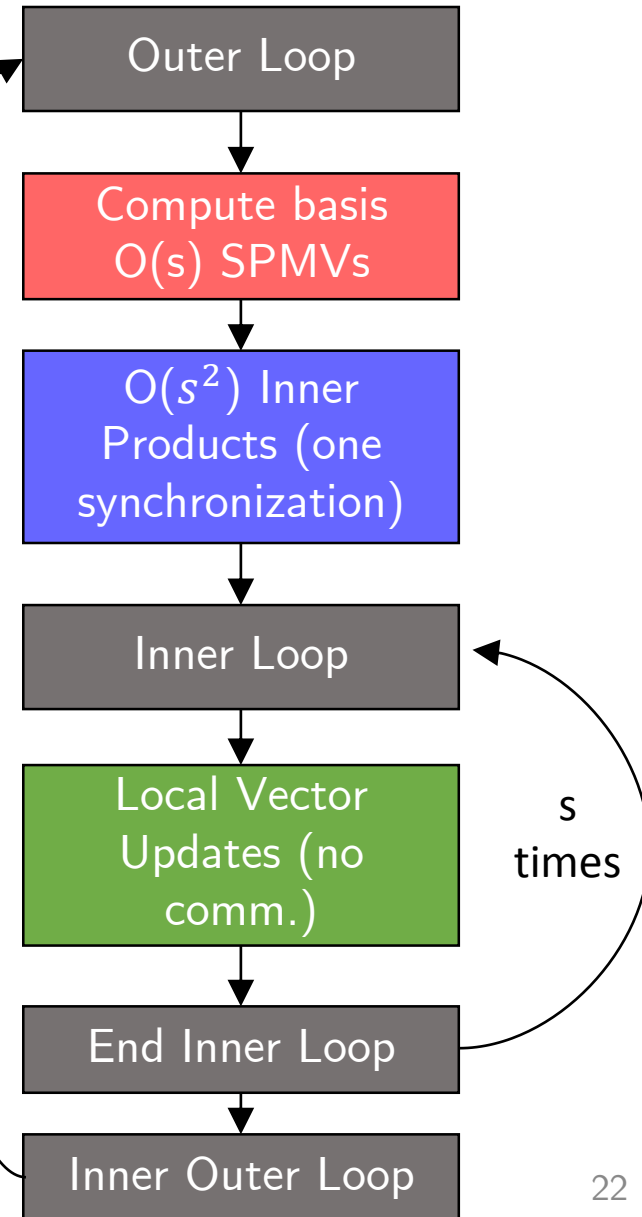 Outer Loop
Compute basis
O(s) SPMVs
O(s²) Inner
Products (one
synchronization)
Inner Loop
Local Vector
Updates (no
comm.)
s
times
End Inner Loop
Inner Outer Loop
22